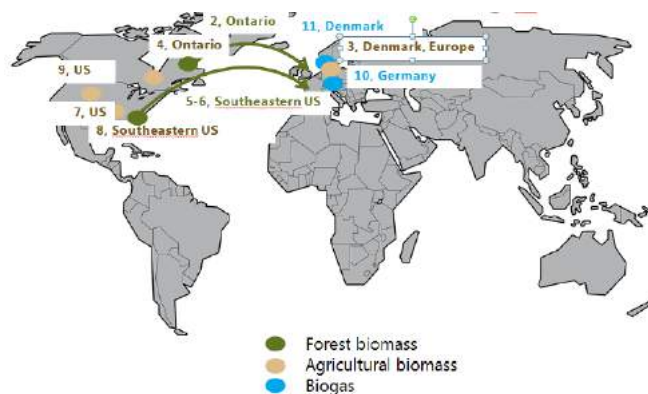 2, Ontario
11, Denmark
4, Ontario
3, Denmark, Europe
9, US
10, Germany
5-6, Southeastern US
7, US
8, Southeastern US
Forest biomass
Agricultural biomass
Biogas